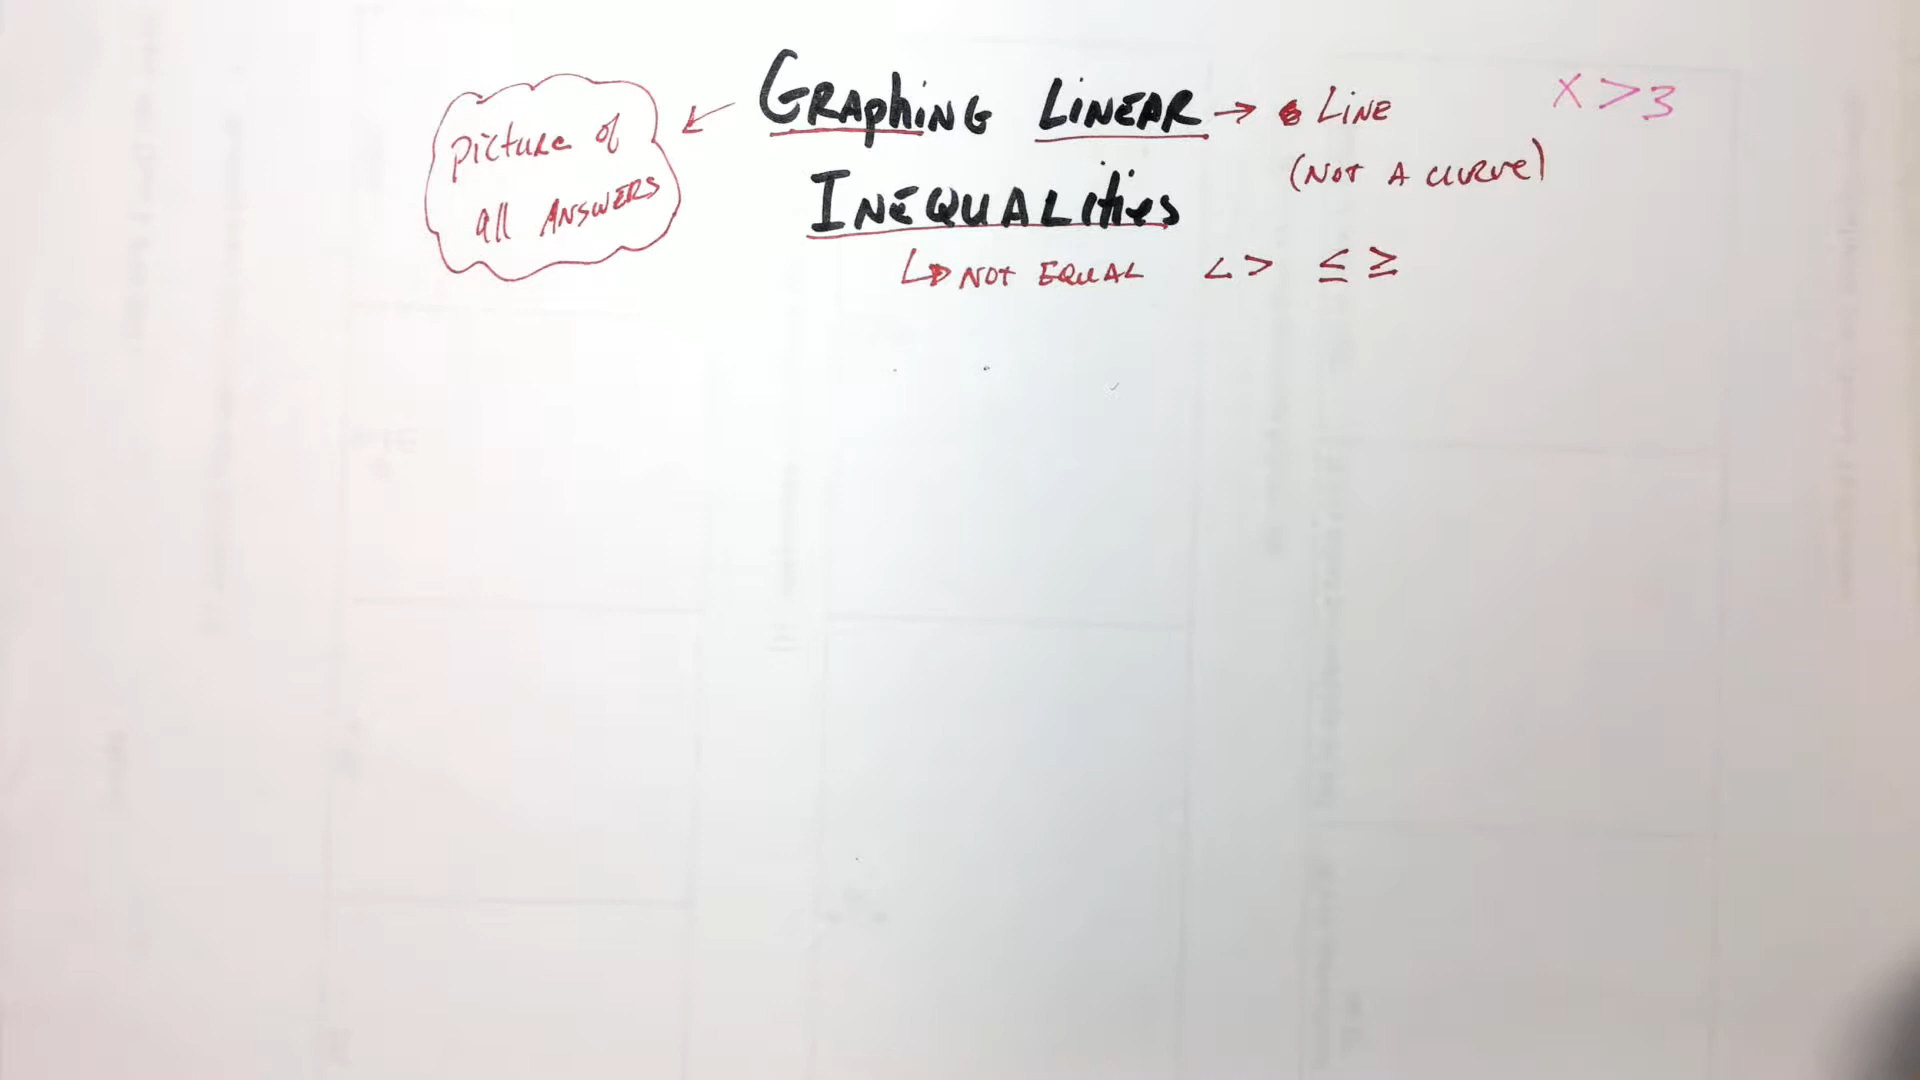 GRAphiNG LINEAR → LINE
x > 3
picture of
all ANSWERS
(NOT A curve)
INEQUALities
NOT EQUAL < > ≤ ≥